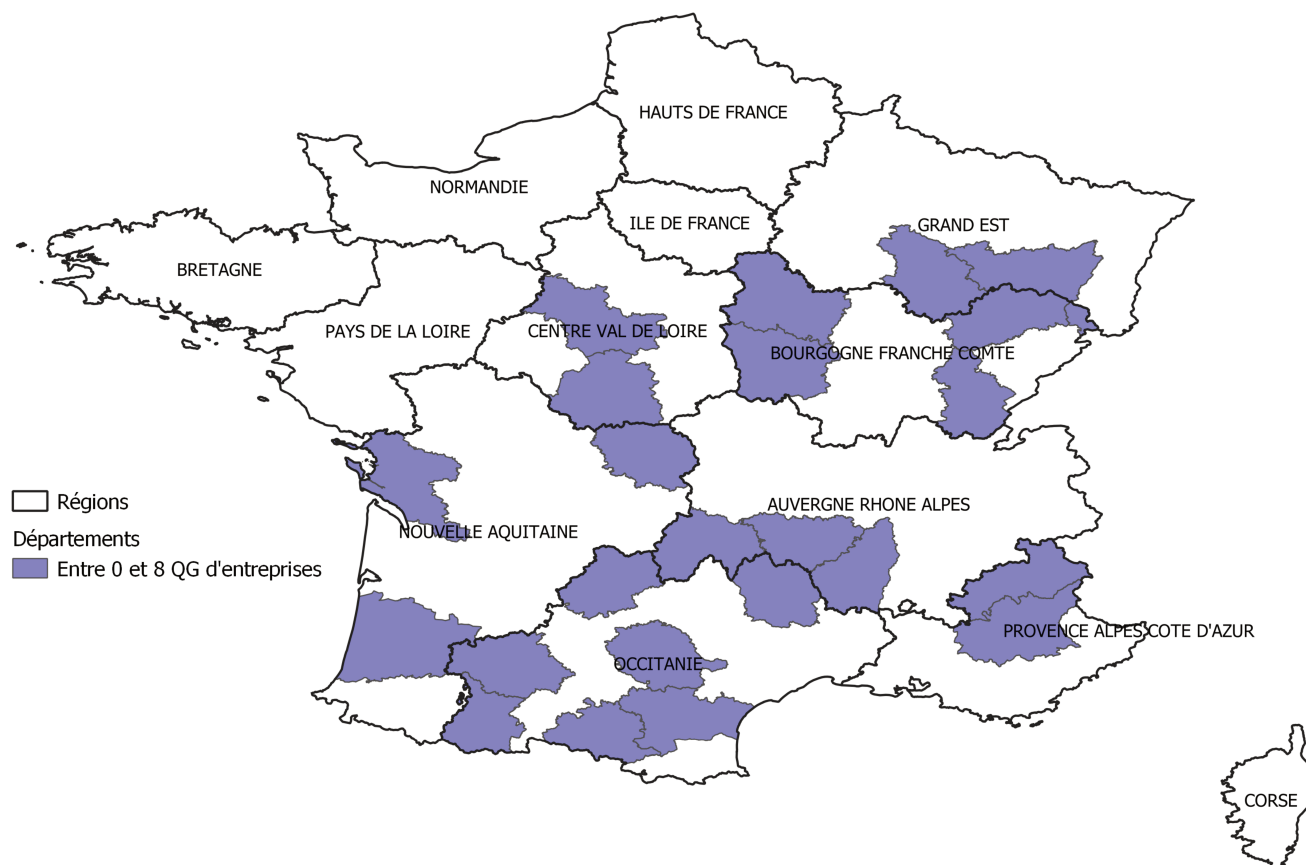 HAUTS DE FRANCE
NORMANDIE
ILE DE FRANCE
GRAND EST
BRETAGNE
PAYS DE LA LOIRE
CENTRE VAL DE LOIRE
BOURGOGNE FRANCHE COMTE
Régions
Départements
Entre 0 et 8 QG d'entreprises
AUVERGNE RHONE ALPES
NOUVELLE AQUITAINE
PROVENCE ALPES COTE D'AZUR
OCCITANIE
CORSE